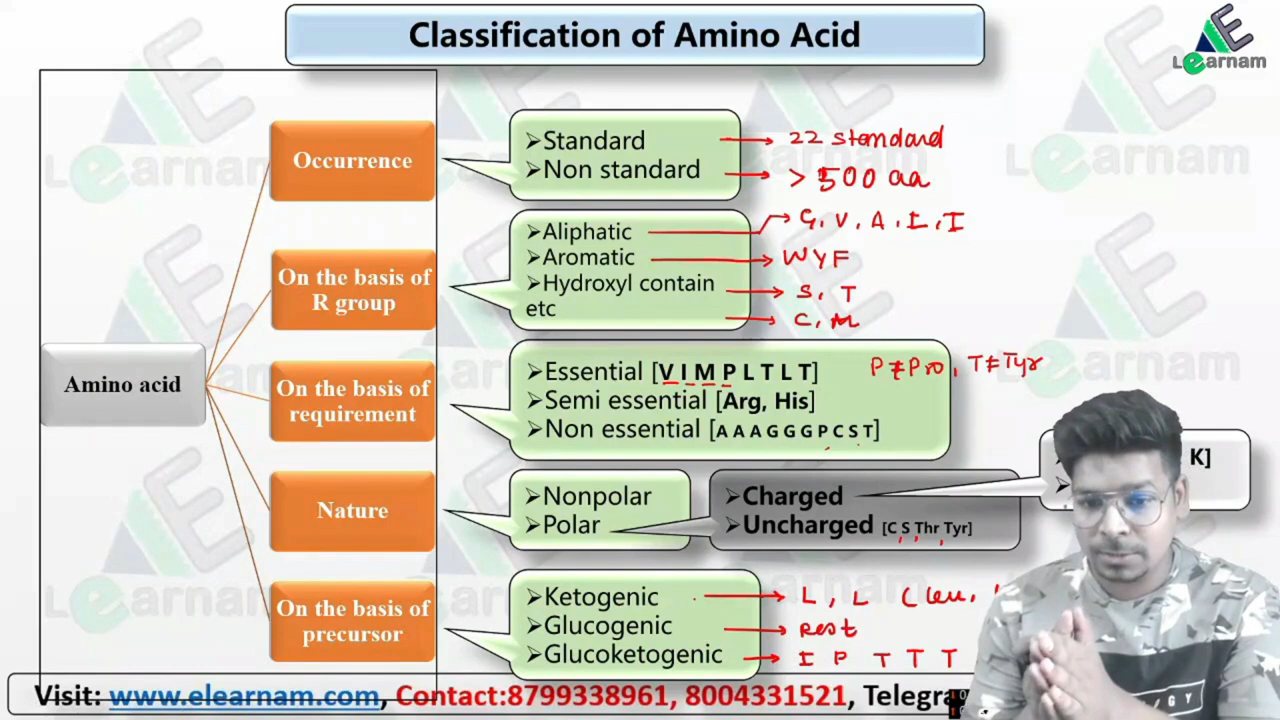 Classification of Amino Acid
Learnam
Amino acid
Occurrence
➢Standard → 22 standard
➢Non standard → > 500 aa
On the basis of
R group
➢Aliphatic → G, V, A, L, I
➢Aromatic → W Y F
➢Hydroxyl contain → S, T
etc → C, M
On the basis of
requirement
➢Essential [V I M P L T L T] P ≠ Pro, T ≠ Tyr
➢Semi essential [Arg, His]
➢Non essential [A A A G G G P C S T]
Nature
➢Nonpolar
➢Polar
➢Charged
➢Uncharged [C S Thr Tyr]
K]
On the basis of
precursor
➢Ketogenic → L, L (Leu,
➢Glucogenic → Rest
➢Glucoketogenic → I P T T T
Visit: www.elearnam.com, Contact:8799338961, 8004331521, Telegra